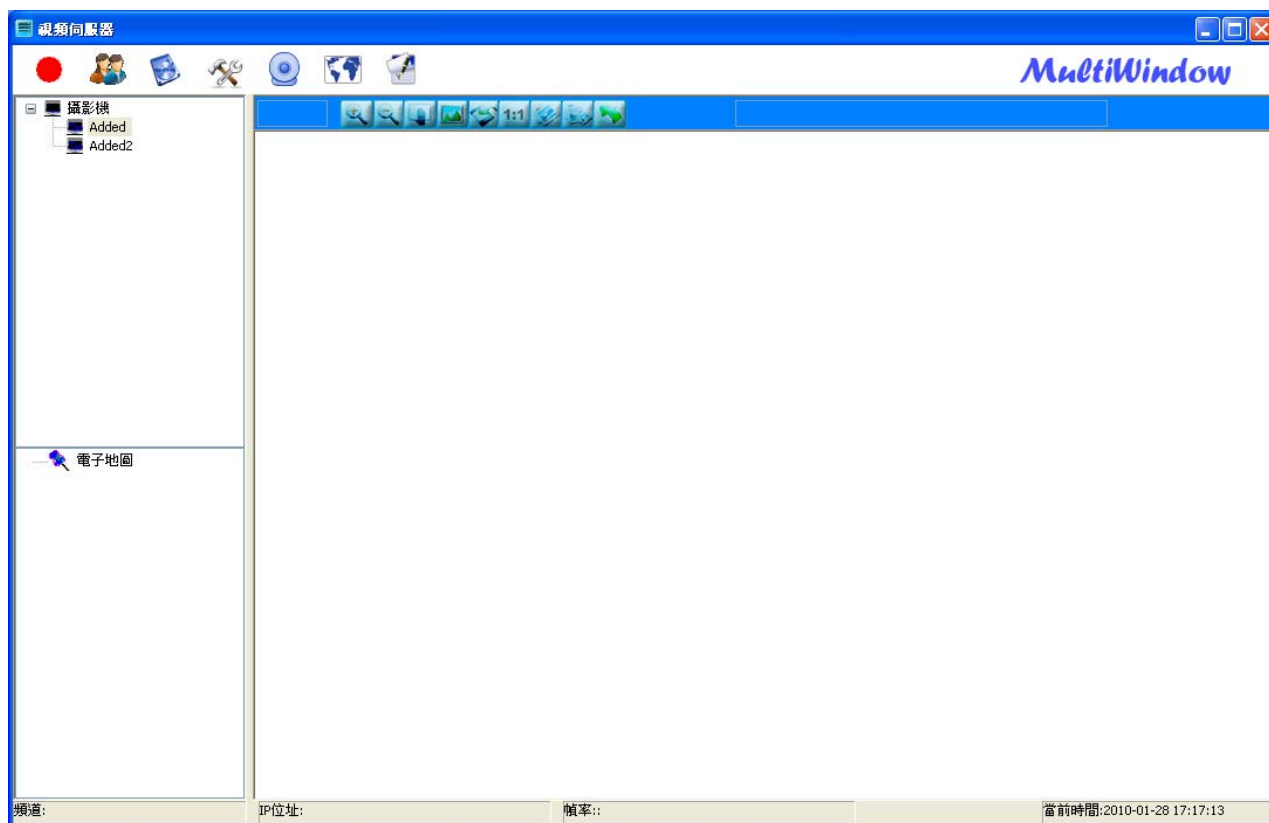 視頻伺服器
MultiWindow
攝影機
Added
Added2
1:1
電子地圖
頻道:
IP位址:
幀率::
當前時間:2010-01-28 17:17:13